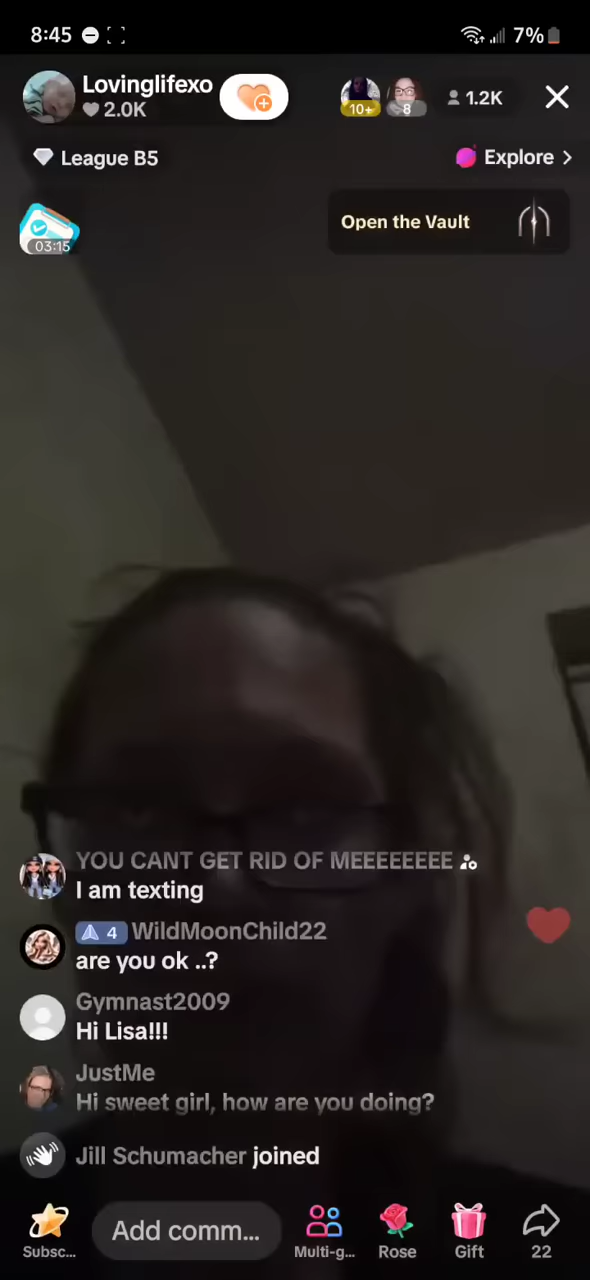 8:45
7%
Lovinglifexo
2.0K
10+
8
1.2K
League B5
Explore >
03:15
Open the Vault
YOU CANT GET RID OF MEEEEEEEE
I am texting
4 WildMoonChild22
are you ok ..?
Gymnast2009
Hi Lisa!!!
JustMe
Hi sweet girl, how are you doing?
Jill Schumacher joined
Add comm...
Subsc...
Multi-g...
Rose
Gift
22